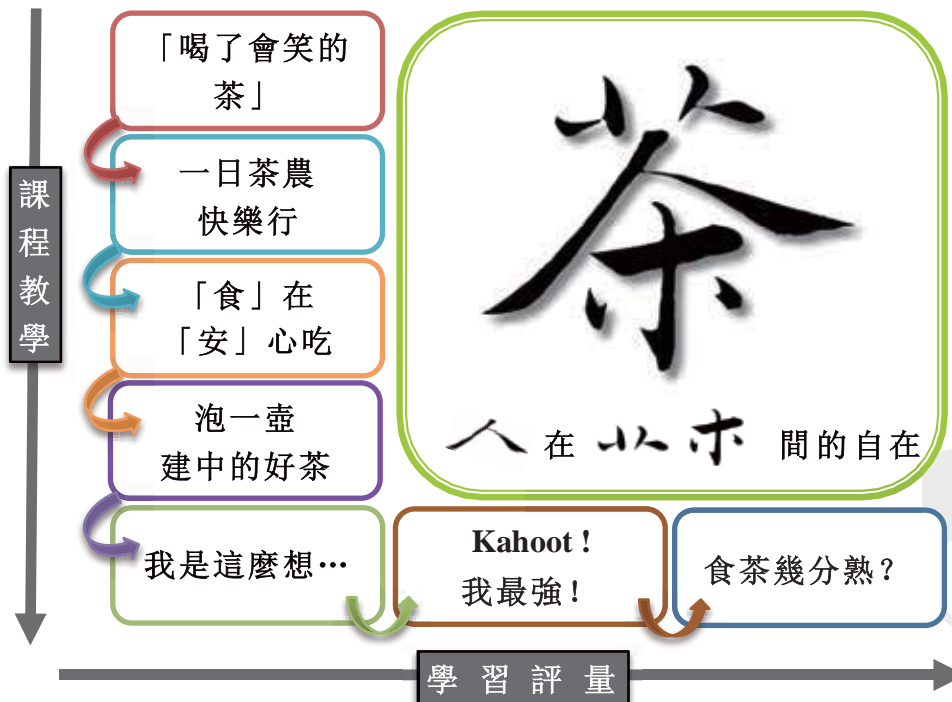 「喝了會笑的
茶」
一日茶農
快樂行
「食」在
「安」心吃
泡一壺
建中的好茶
我是這麼想…
Kahoot!
我最強!
食茶幾分熟?
茶
人在艹木間的自在
課程教學
學習評量